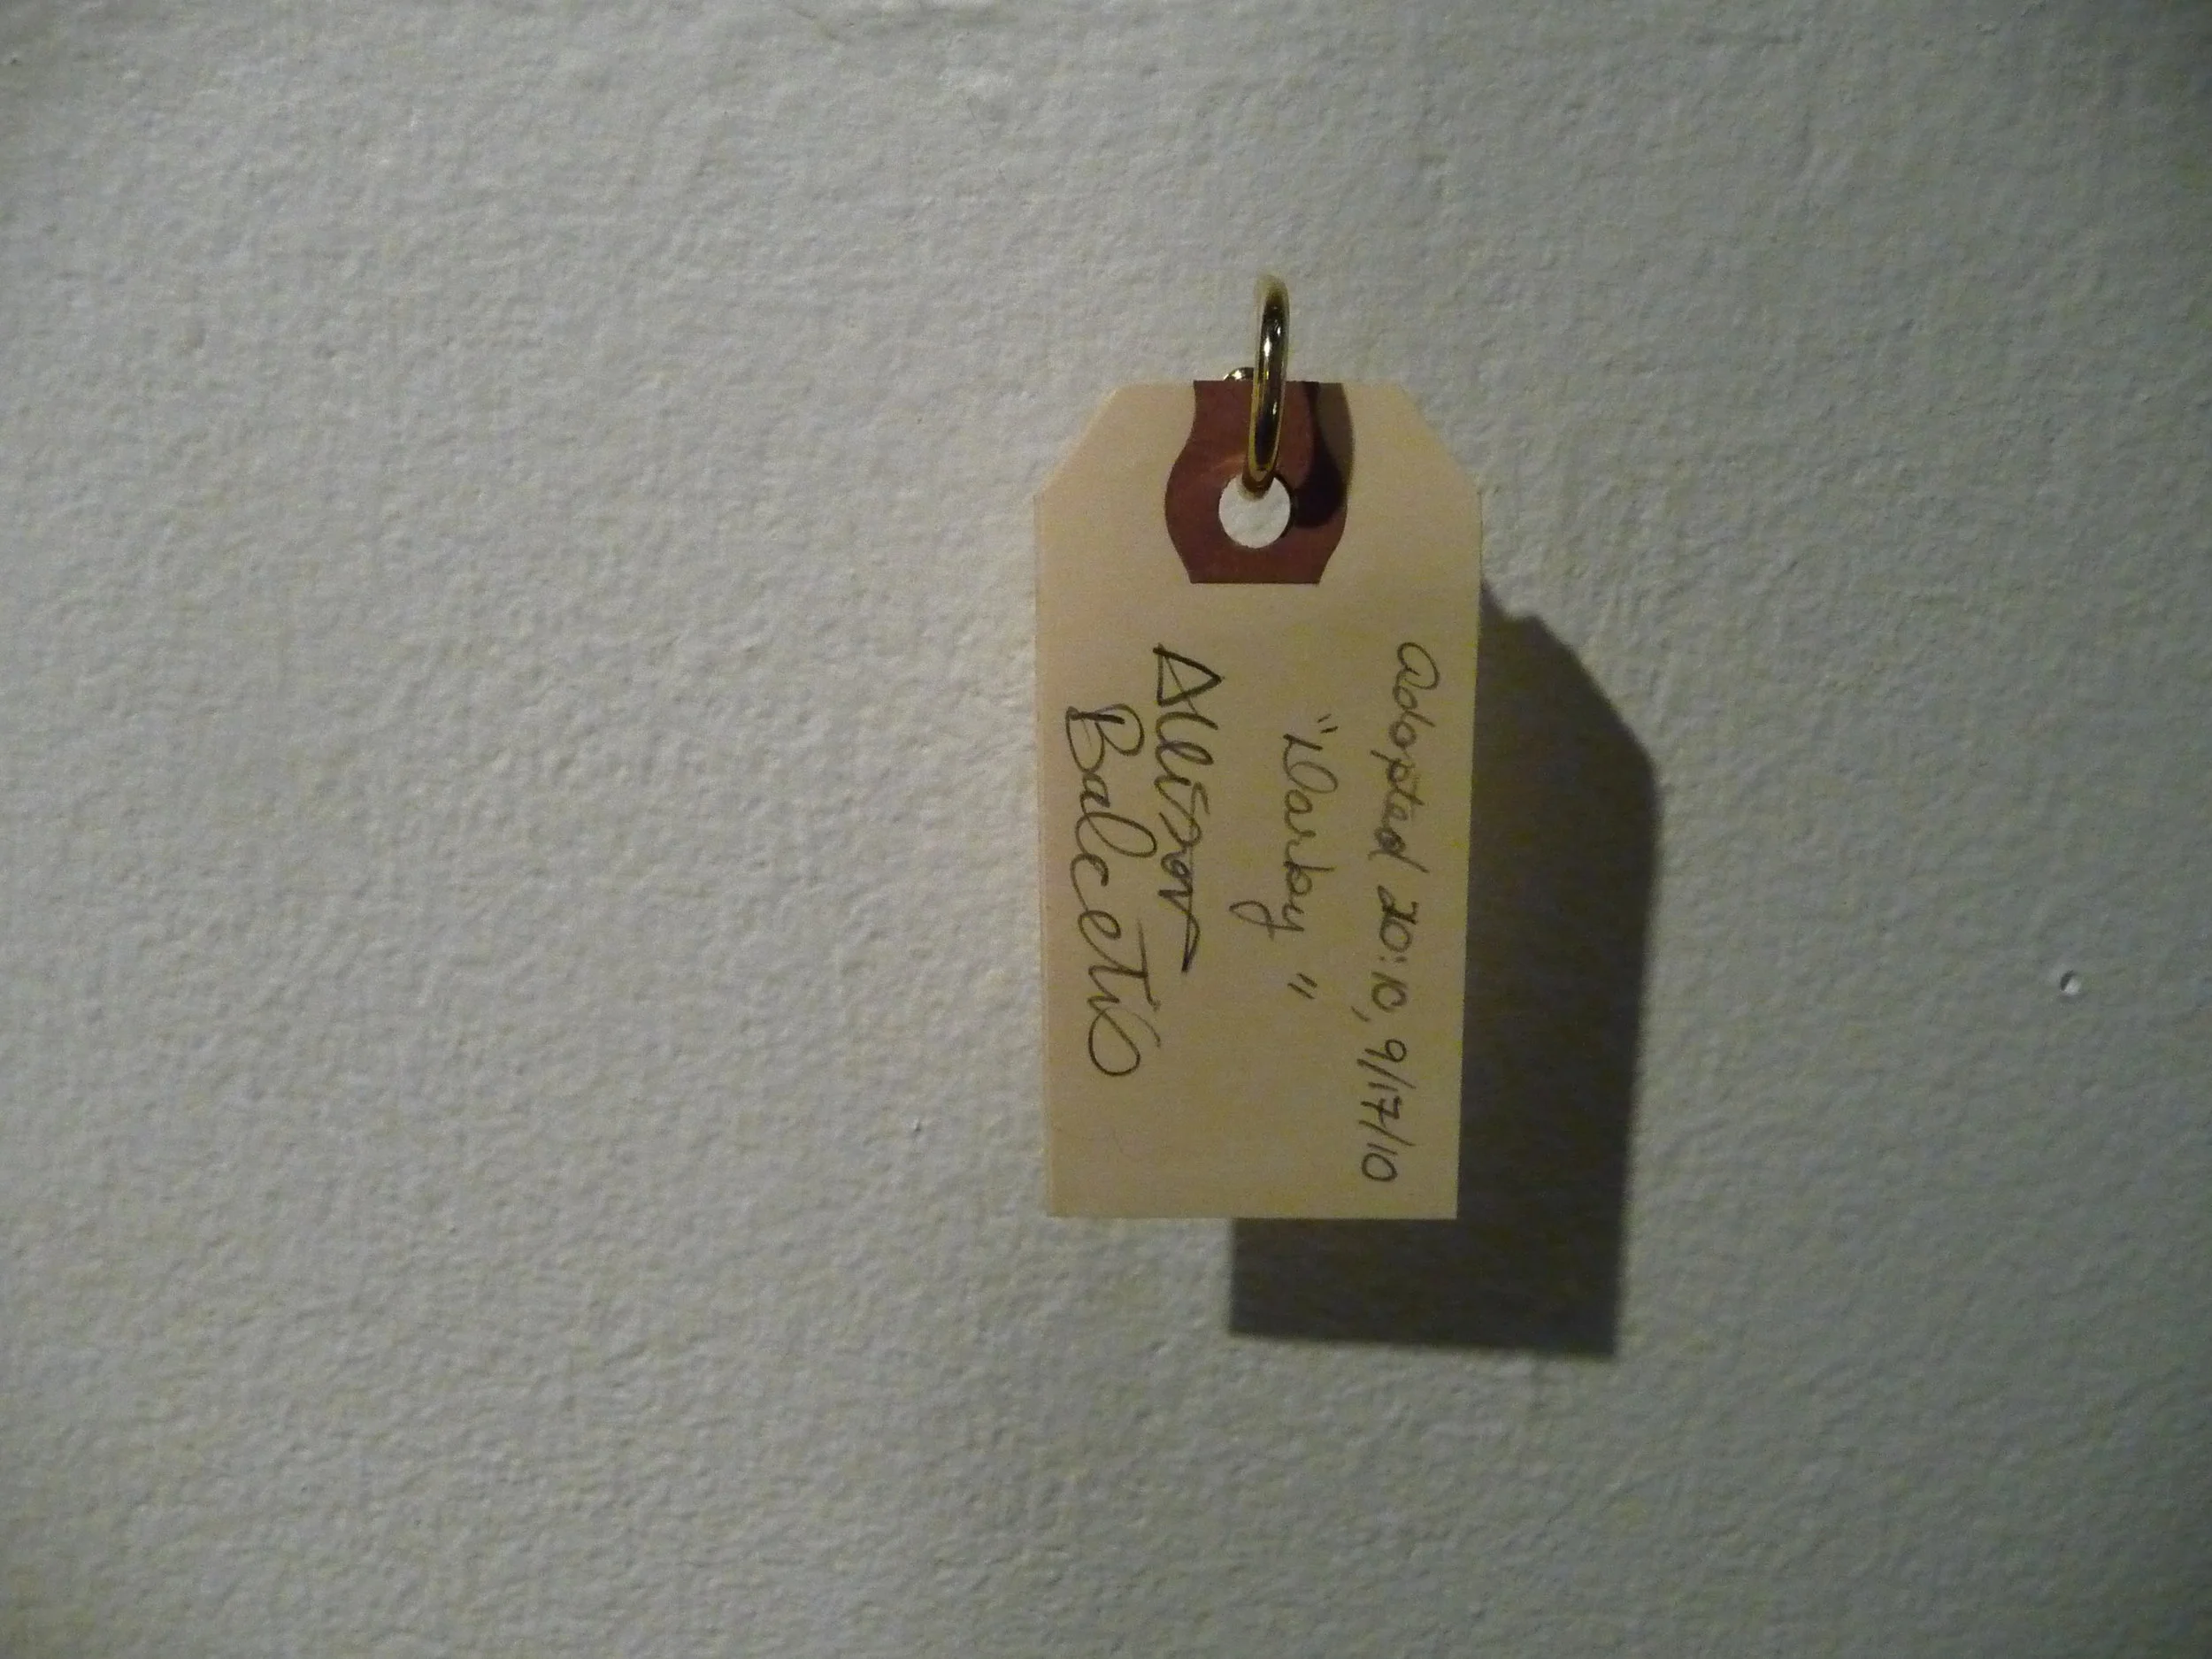 adopted 20:10, 9/17/10
"Darby"
Allison
Balcetis